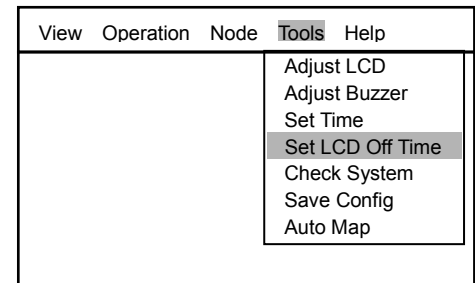 View Operation Node Tools Help
Adjust LCD
Adjust Buzzer
Set Time
Set LCD Off Time
Check System
Save Config
Auto Map